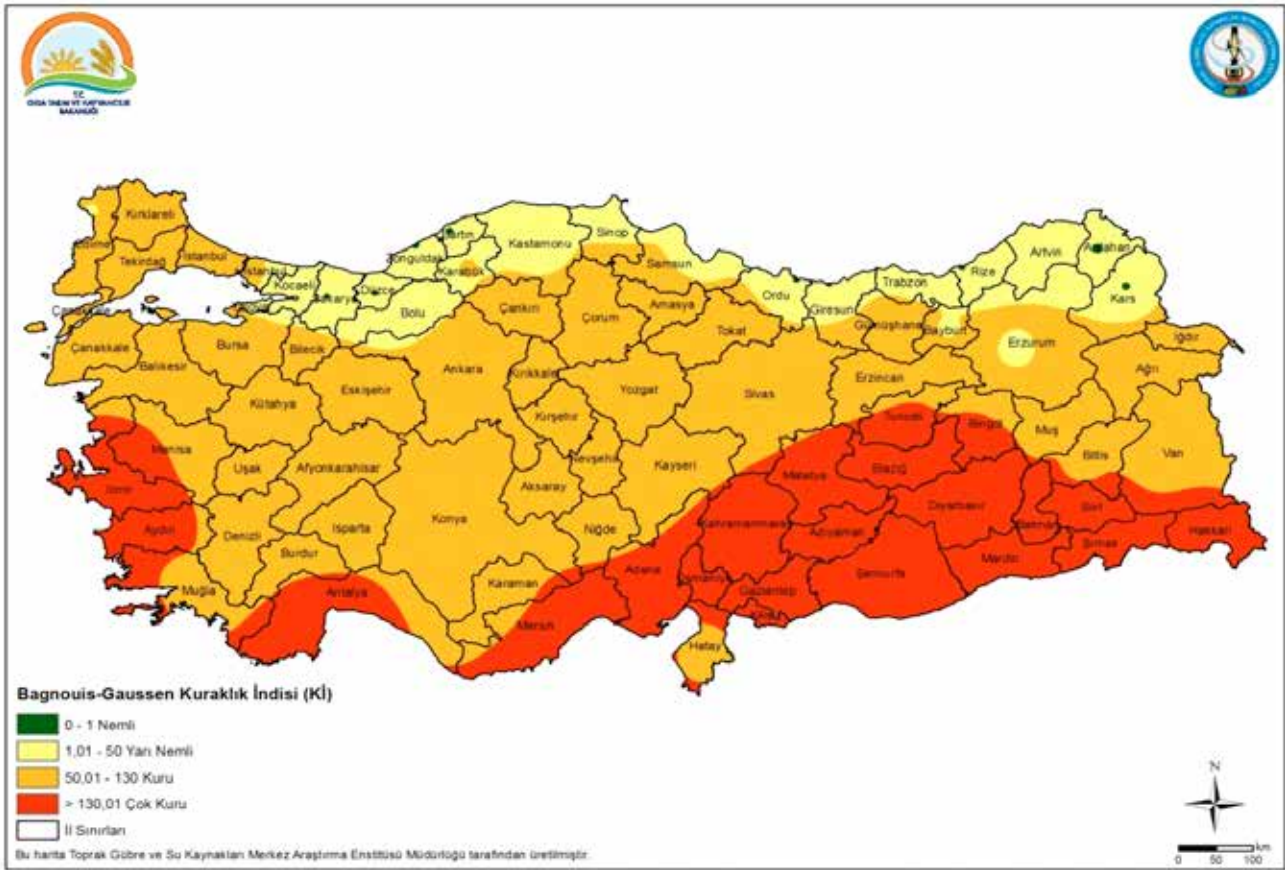 T.C.
GIDA TARIM VE HAYVANCILIK
BAKANLIĞI
Kırklareli
Edirne
Tekirdağ
İstanbul
İstanbul
Kocaeli
Sakarya
Düzce
Zonguldak
Bartın
Karabük
Kastamonu
Sinop
Samsun
Ordu
Giresun
Trabzon
Rize
Artvin
Ardahan
Kars
Bolu
Çankırı
Çorum
Amasya
Tokat
Gümüşhane
Bayburt
Erzurum
Iğdır
Ağrı
Çanakkale
Çanakkale
Balıkesir
Bursa
Bilecik
Eskişehir
Ankara
Kırıkkale
Yozgat
Sivas
Erzincan
Kütahya
Kırşehir
Tunceli
Bingöl
Muş
Bitlis
Van
Manisa
Uşak
Afyonkarahisar
Nevşehir
Kayseri
Malatya
Elazığ
İzmir
Aksaray
Aydın
Denizli
Isparta
Konya
Niğde
Kahramanmaraş
Adıyaman
Diyarbakır
Batman
Siirt
Şırnak
Hakkari
Burdur
Muğla
Antalya
Karaman
Mersin
Adana
Osmaniye
Gaziantep
Şanlıurfa
Mardin
Kilis
Hatay
Bagnouis-Gaussen Kuraklık İndisi (Kİ)
0 - 1 Nemli
1,01 - 50 Yarı Nemli
50,01 - 130 Kuru
> 130,01 Çok Kuru
İl Sınırları
Bu harita Toprak Gübre ve Su Kaynakları Merkez Araştırma Enstitüsü Müdürlüğü tarafından üretilmiştir.
N
km
0 50 100